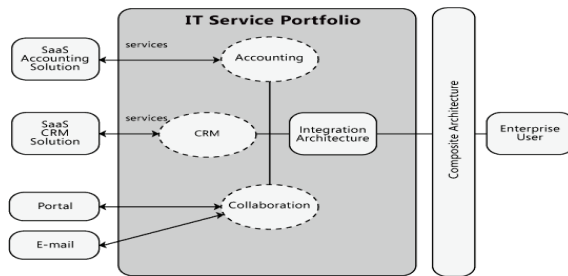 IT Service Portfolio
SaaS
Accounting
Solution
services
Accounting
SaaS
CRM
Solution
services
CRM
Integration
Architecture
Composite Architecture
Enterprise
User
Portal
Collaboration
E-mail